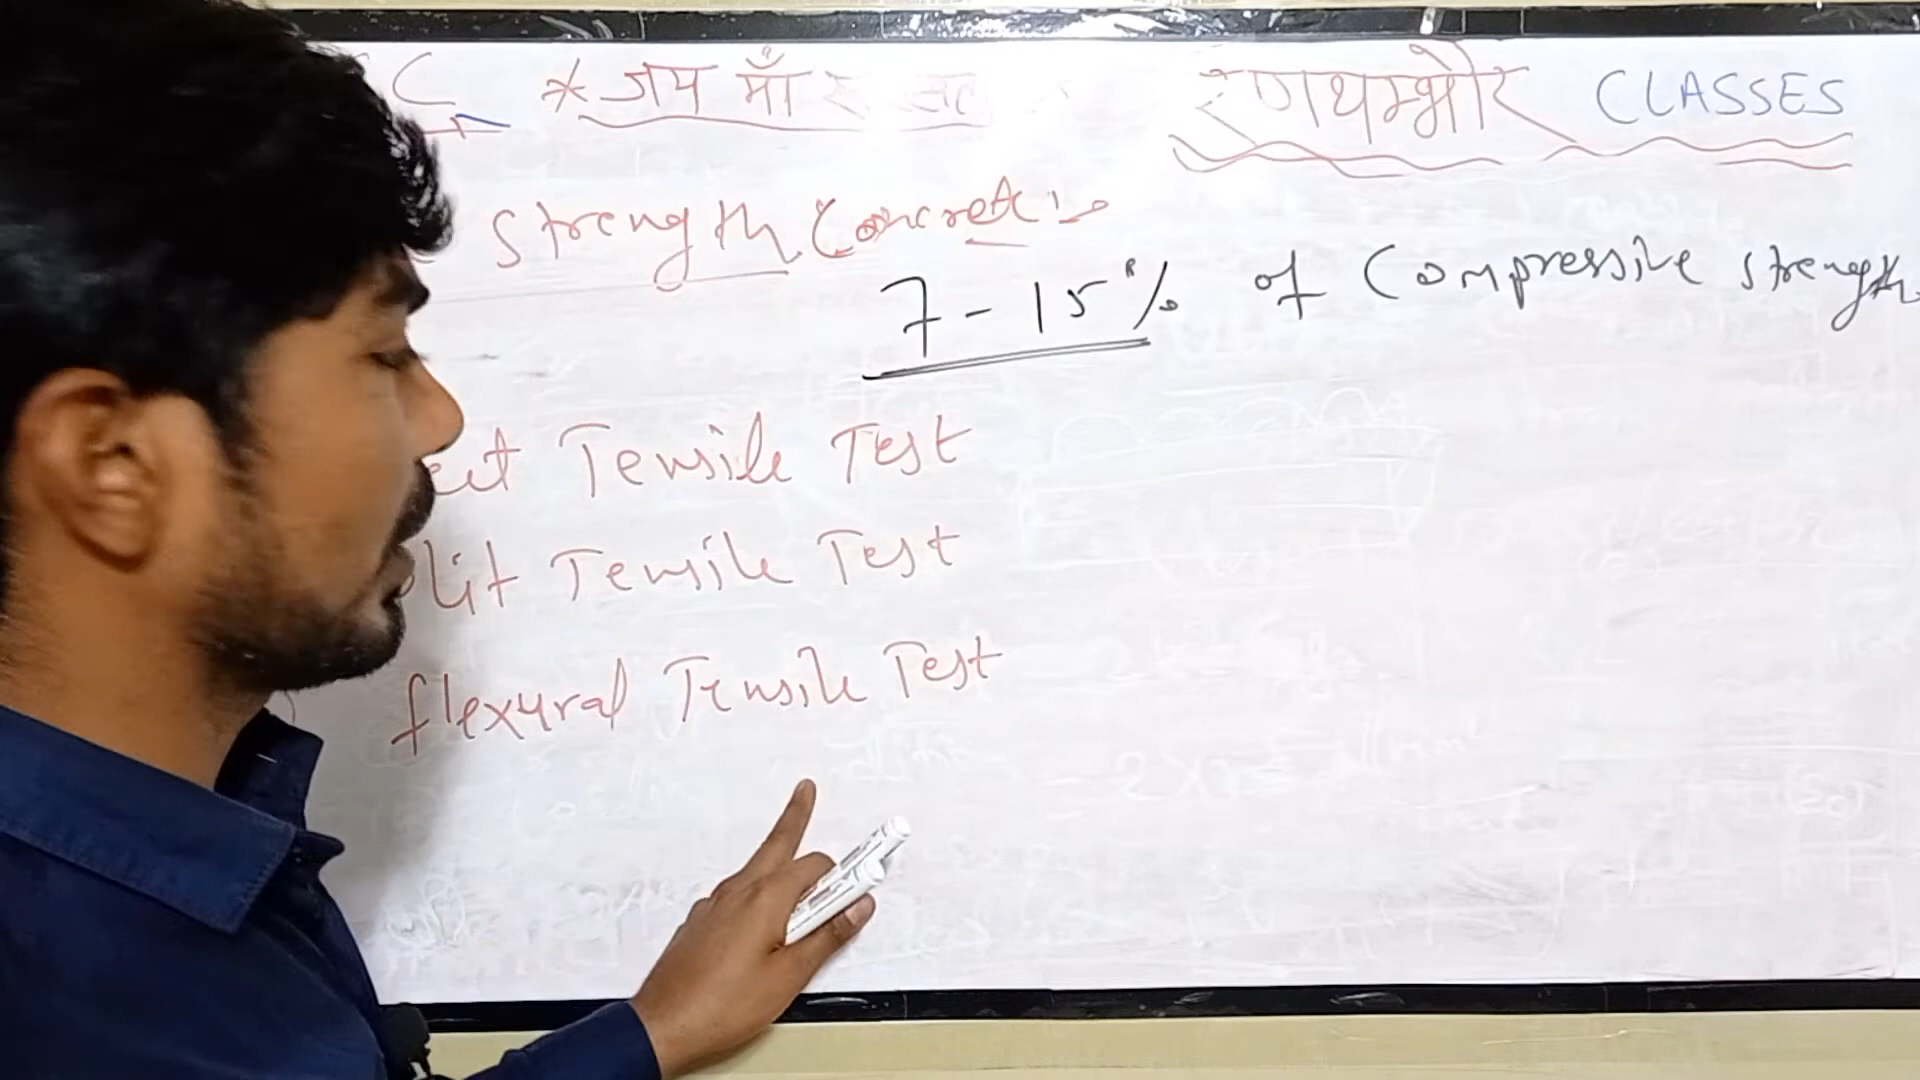 C * जय माँ
रणथम्भौर CLASSES
Strength Concrete
7-15% of Compressive strength
Tensile Test
Tensile Test
flexural Tensile Test